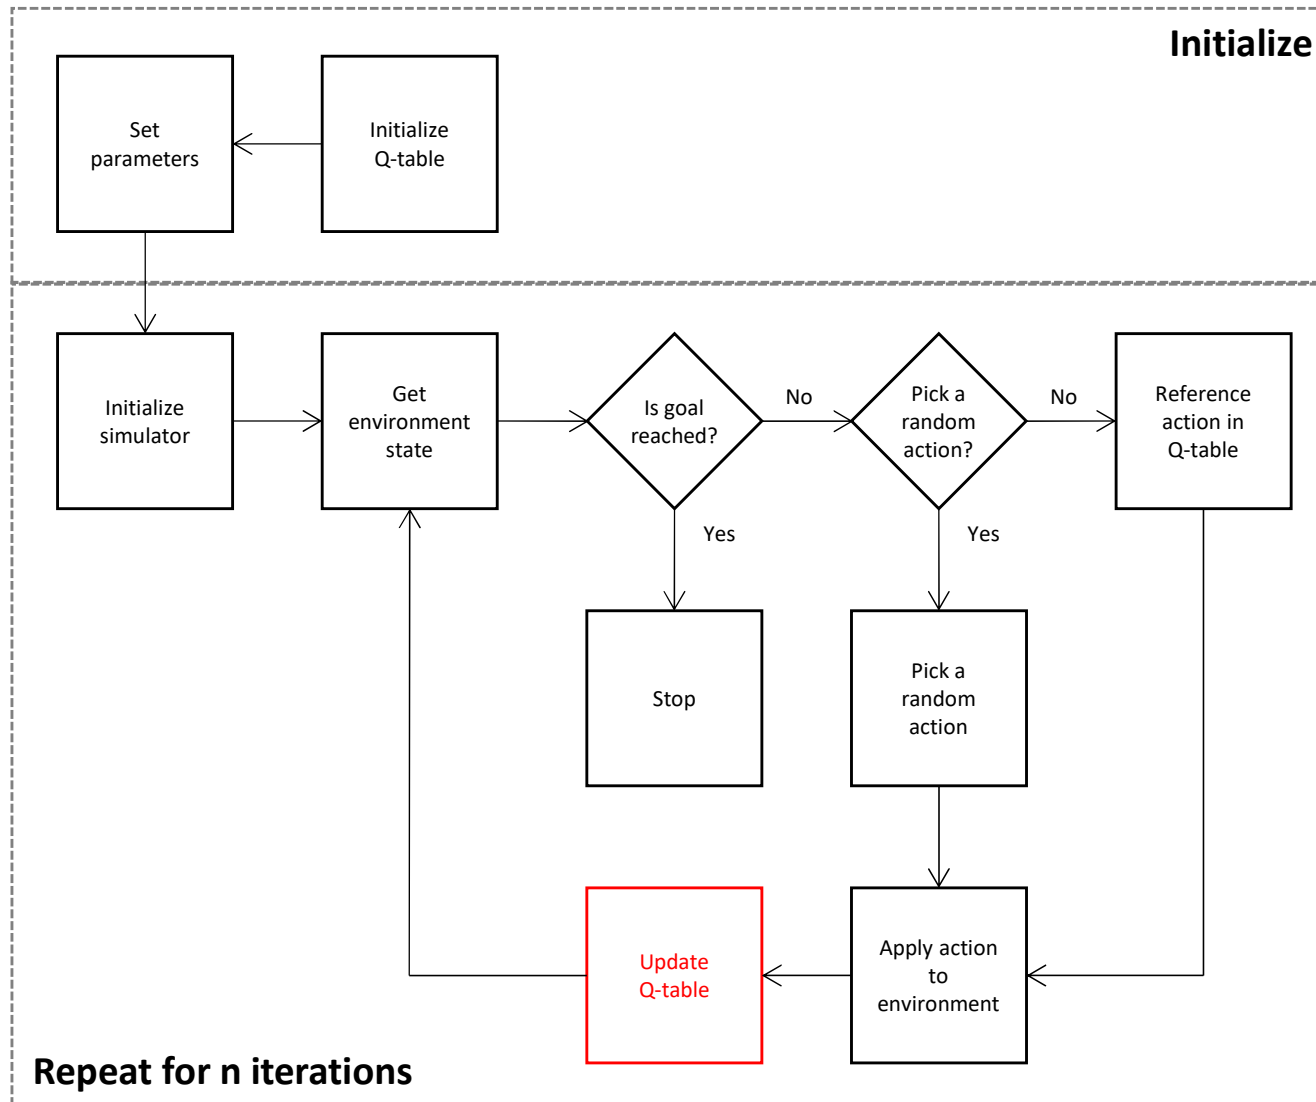 Initialize
Set
parameters
Initialize
Q-table
Initialize
simulator
Get
environment
state
Is goal
reached?
No
Pick a
random
action?
No
Reference
action in
Q-table
Yes
Yes
Stop
Pick a
random
action
Update
Q-table
Apply action
to
environment
Repeat for n iterations